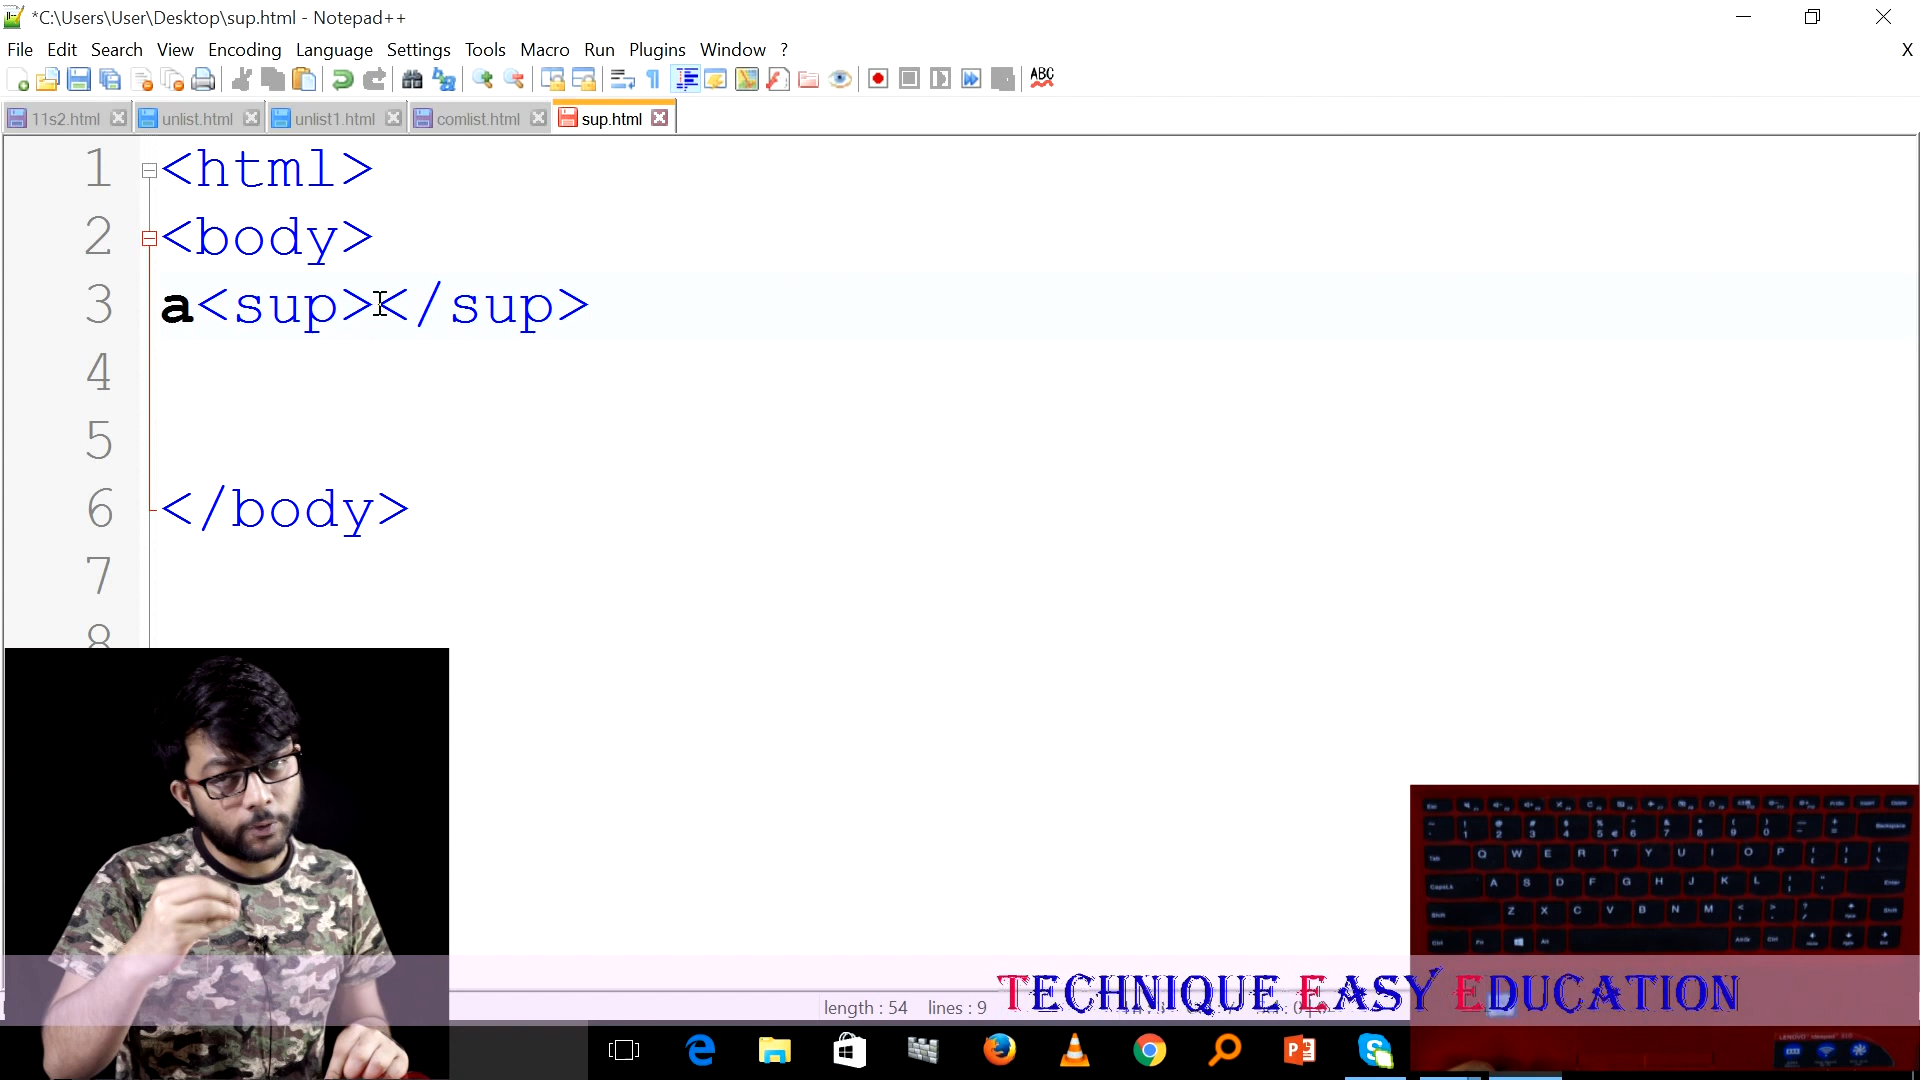 *C:\Users\User\Desktop\sup.html - Notepad++
File Edit Search View Encoding Language Settings Tools Macro Run Plugins Window ? X
ABC
11s2.html unlist.html unlist1.html comlist.html sup.html
1 <html>
2 <body>
3 a<sup></sup>
4
5
6 </body>
7
8
TECHNIQUE EASY EDUCATION
length : 54 lines : 9
Q W E R T Y U I O P
A S D F G H J K L
Z X C V B N M